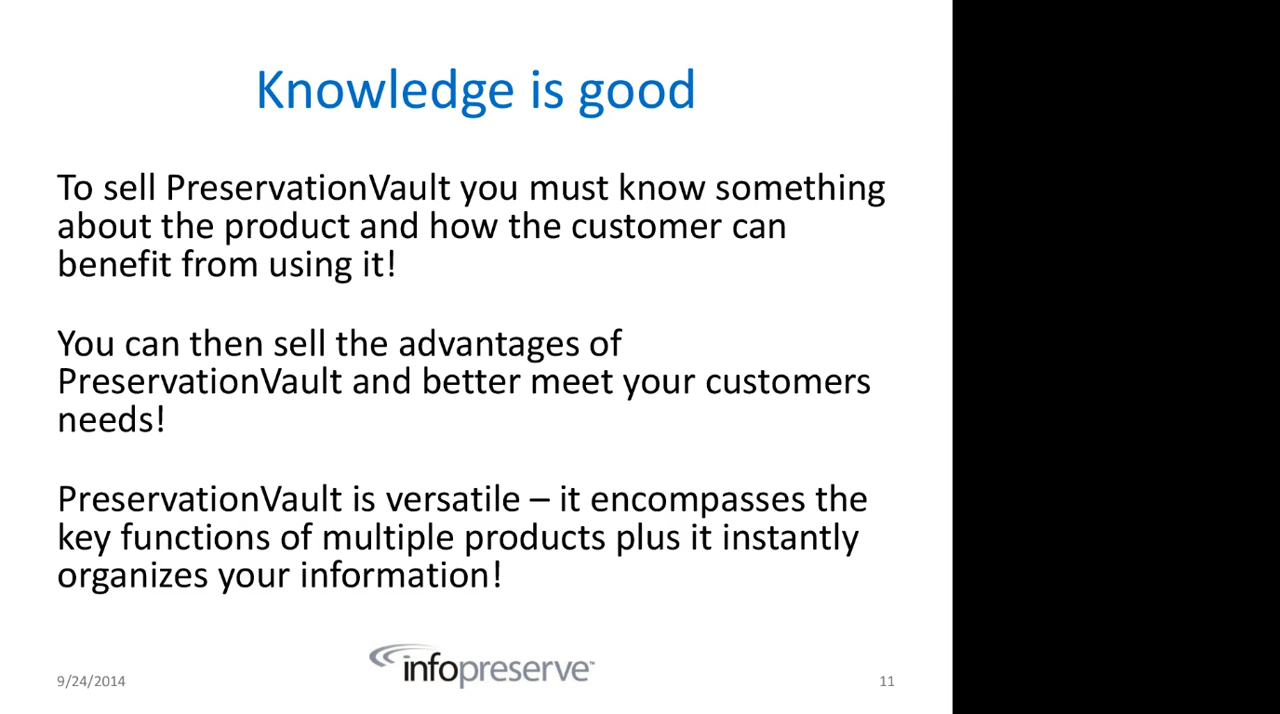 Knowledge is good
To sell PreservationVault you must know something
about the product and how the customer can
benefit from using it!
You can then sell the advantages of
PreservationVault and better meet your customers
needs!
PreservationVault is versatile – it encompasses the
key functions of multiple products plus it instantly
organizes your information!
infopreserve™
9/24/2014
11